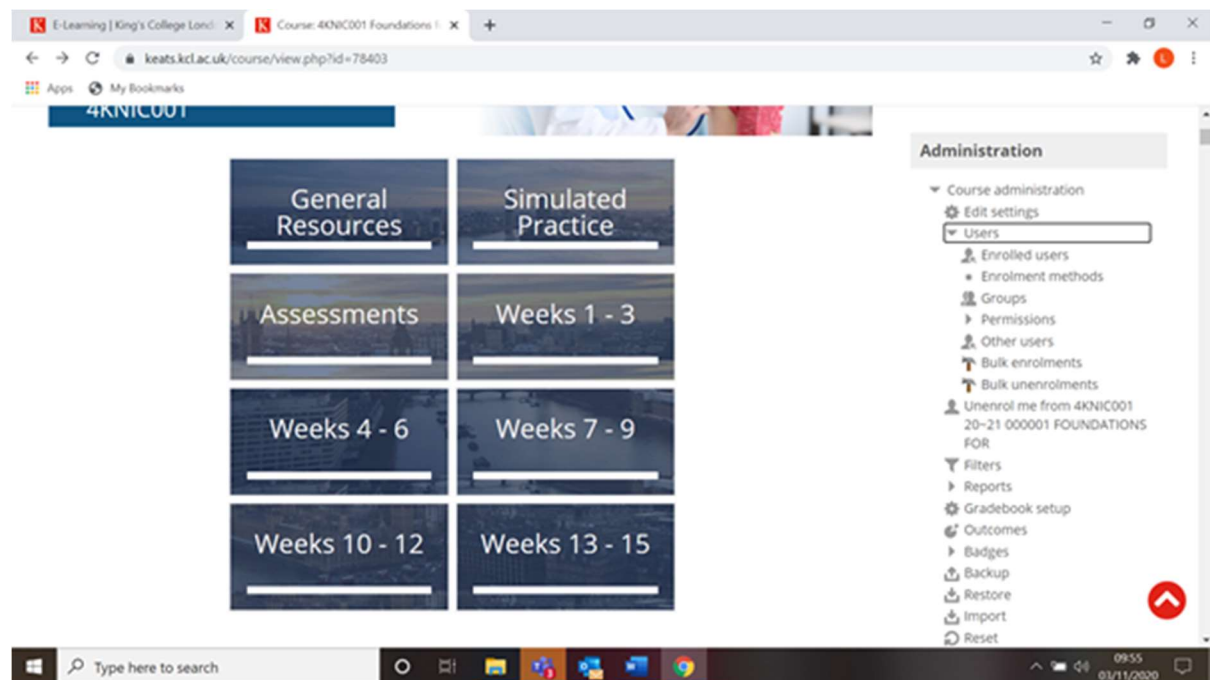 E-Learning | King's College Lond
Course: 4KNIC001 Foundations f
keats.kcl.ac.uk/course/view.php?id=78403
Apps
My Bookmarks
4KNIC001
General
Resources
Simulated
Practice
Assessments
Weeks 1 - 3
Weeks 4 - 6
Weeks 7 - 9
Weeks 10 - 12
Weeks 13 - 15
Administration
Course administration
Edit settings
Users
Enrolled users
Enrolment methods
Groups
Permissions
Other users
Bulk enrolments
Bulk unenrolments
Unenrol me from 4KNIC001
20~21 000001 FOUNDATIONS
FOR
Filters
Reports
Gradebook setup
Outcomes
Badges
Backup
Restore
Import
Reset
Type here to search
09:55
03/11/2020